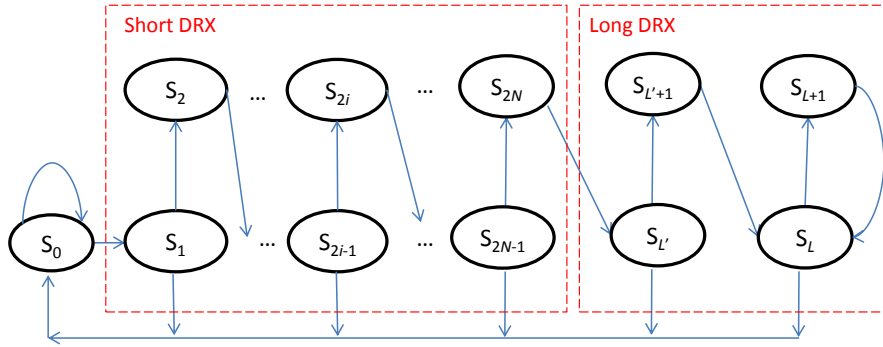 Short DRX
Long DRX
S2 ... S2i ... S2N SL'+1 SL+1
S0 S1 ... S2i-1 ... S2N-1 SL' SL